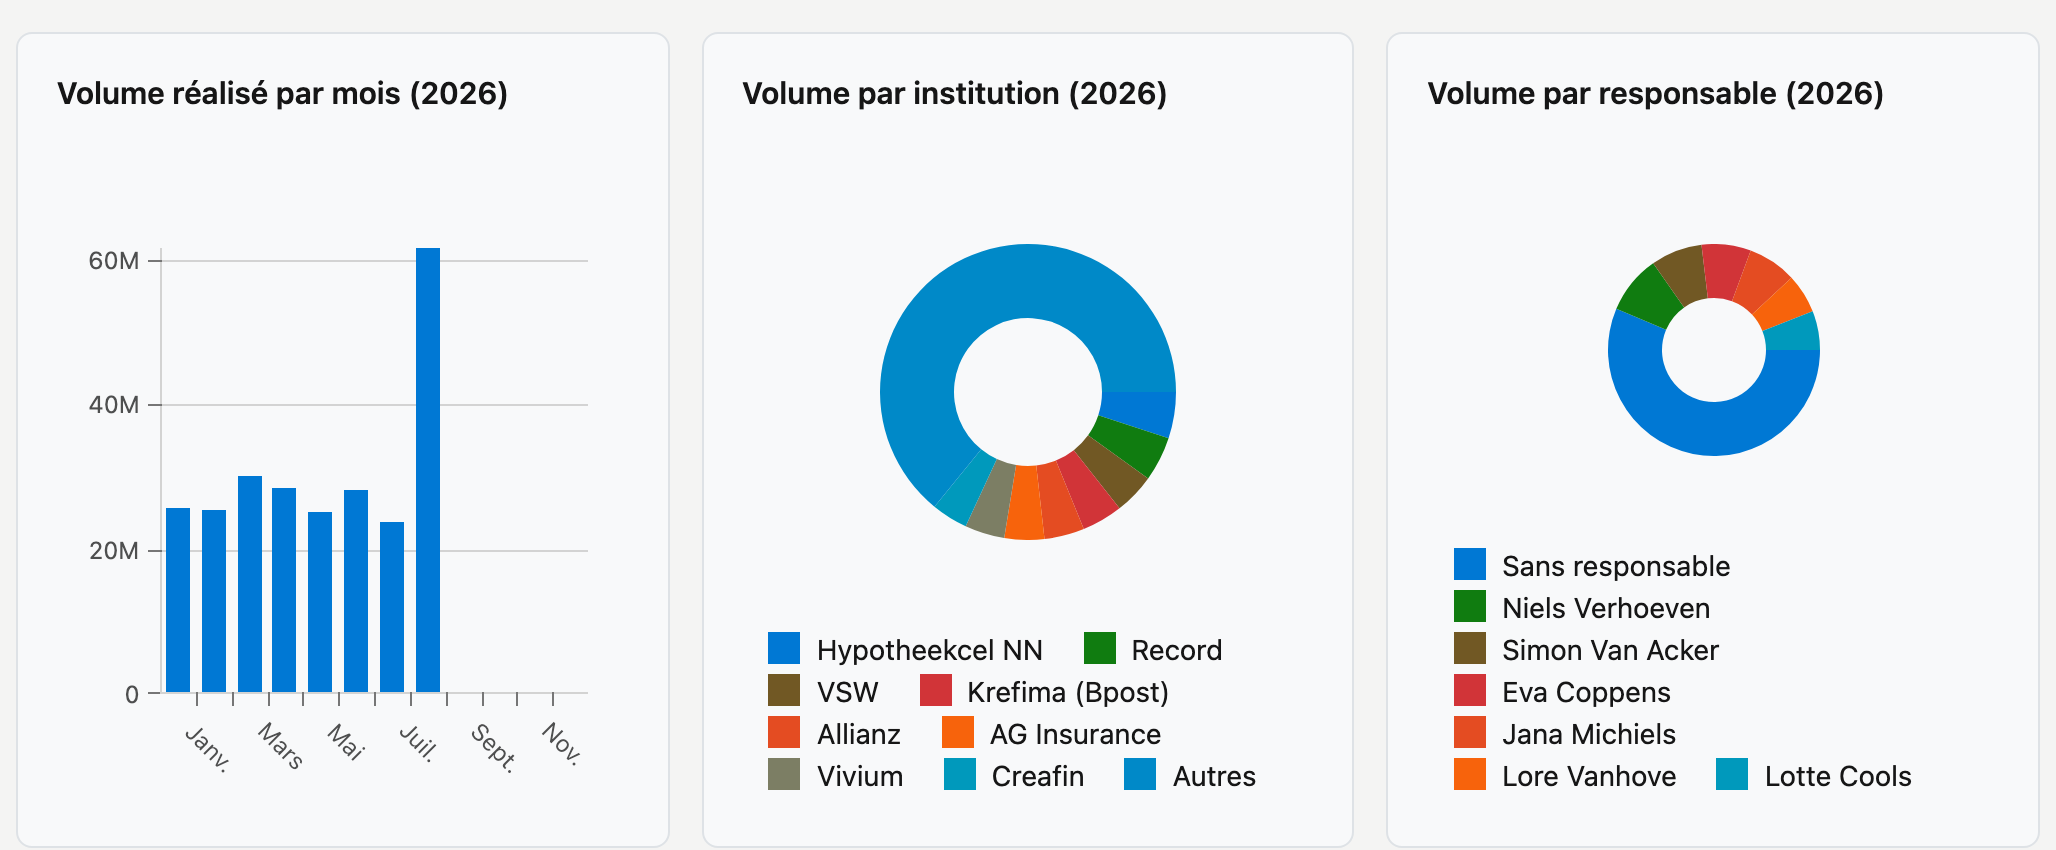 Volume réalisé par mois (2026)
60M
40M
20M
0
Janv.
Mars
Mai
Juil.
Sept.
Nov.
Volume par institution (2026)
Hypotheekcel NN Record
VSW Krefima (Bpost)
Allianz AG Insurance
Vivium Creafin Autres
Volume par responsable (2026)
Sans responsable
Niels Verhoeven
Simon Van Acker
Eva Coppens
Jana Michiels
Lore Vanhove Lotte Cools